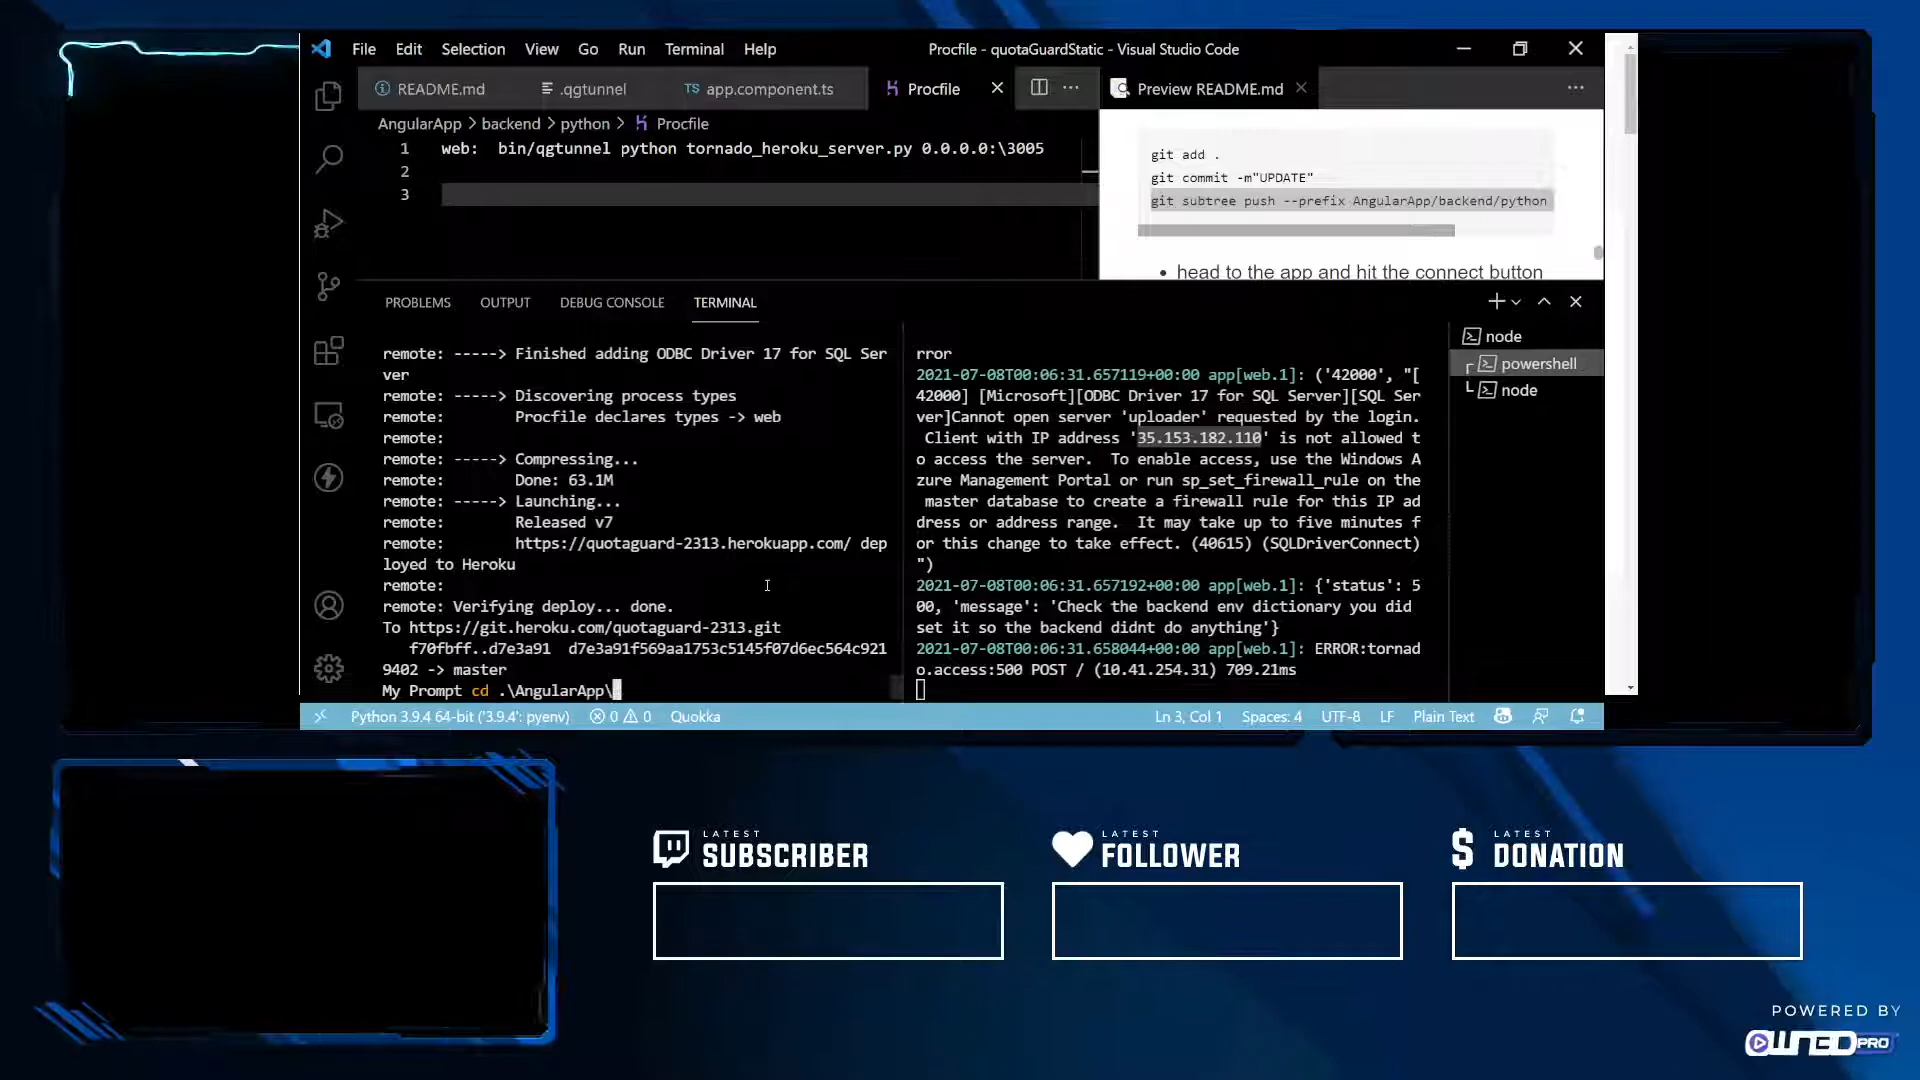 File Edit Selection View Go Run Terminal Help
Procfile - quotaGuardStatic - Visual Studio Code
README.md
.qgtunnel
TS app.component.ts
Procfile
Preview README.md
AngularApp > backend > python > Procfile
1 web:  bin/qgtunnel python tornado_heroku_server.py 0.0.0.0:\3005
2
3
git add .
git commit -m"UPDATE"
git subtree push --prefix AngularApp/backend/python
• head to the app and hit the connect button
PROBLEMS OUTPUT DEBUG CONSOLE TERMINAL
remote: -----> Finished adding ODBC Driver 17 for SQL Ser
ver
remote: -----> Discovering process types
remote:        Procfile declares types -> web
remote:
remote: -----> Compressing...
remote:        Done: 63.1M
remote: -----> Launching...
remote:        Released v7
remote:        https://quotaguard-2313.herokuapp.com/ dep
loyed to Heroku
remote:
remote: Verifying deploy... done.
To https://git.heroku.com/quotaguard-2313.git
   f70fbff..d7e3a91  d7e3a91f569aa1753c5145f07d6ec564c921
9402 -> master
My Prompt cd .\AngularApp\
rror
2021-07-08T00:06:31.657119+00:00 app[web.1]: ('42000', "[
42000] [Microsoft][ODBC Driver 17 for SQL Server][SQL Ser
ver]Cannot open server 'uploader' requested by the login.
 Client with IP address '35.153.182.110' is not allowed t
o access the server.  To enable access, use the Windows A
zure Management Portal or run sp_set_firewall_rule on the
 master database to create a firewall rule for this IP ad
dress or address range.  It may take up to five minutes f
or this change to take effect. (40615) (SQLDriverConnect)
")
2021-07-08T00:06:31.657192+00:00 app[web.1]: {'status': 5
00, 'message': 'Check the backend env dictionary you did
set it so the backend didnt do anything'}
2021-07-08T00:06:31.658044+00:00 app[web.1]: ERROR:tornad
o.access:500 POST / (10.41.254.31) 709.21ms
node
powershell
node
Python 3.9.4 64-bit ('3.9.4': pyenv) 0 0 Quokka
Ln 3, Col 1 Spaces: 4 UTF-8 LF Plain Text
LATEST
SUBSCRIBER
LATEST
FOLLOWER
LATEST
DONATION
POWERED BY
OWNED PRO